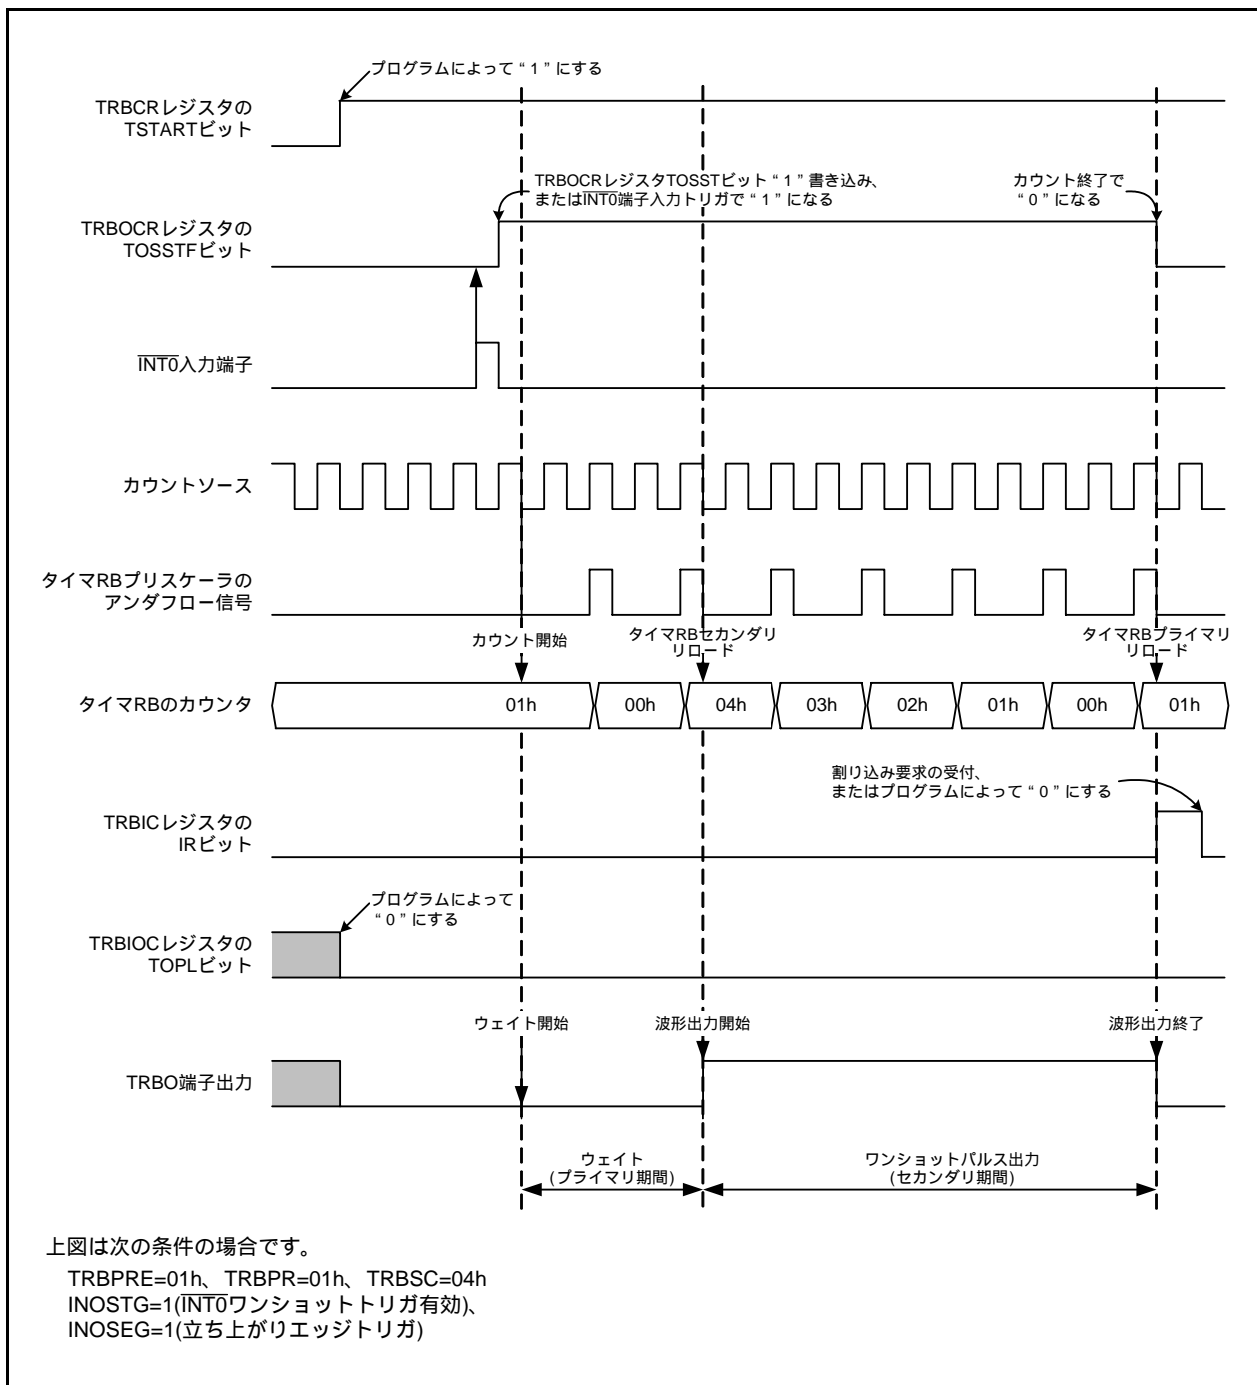 プログラムによって“1”にする
TRBCRレジスタの
TSTARTビット
TRBOCRレジスタTOSSTビット“1”書き込み、
またはINT0端子入力トリガで“1”になる
カウント終了で
“0”になる
TRBOCRレジスタの
TOSSTFビット
INT0入力端子
カウントソース
タイマRBプリスケーラの
アンダフロー信号
カウント開始
タイマRBセカンダリ
リロード
タイマRBプライマリ
リロード
タイマRBのカウンタ
01h 00h 04h 03h 02h 01h 00h 01h
割り込み要求の受付、
またはプログラムによって“0”にする
TRBICレジスタの
IRビット
プログラムによって
“0”にする
TRBIOCレジスタの
TOPLビット
ウェイト開始 波形出力開始 波形出力終了
TRBO端子出力
ウェイト
(プライマリ期間)
ワンショットパルス出力
(セカンダリ期間)
上図は次の条件の場合です。
TRBPRE=01h、TRBPR=01h、TRBSC=04h
INOSTG=1(INT0ワンショットトリガ有効)、
INOSEG=1(立ち上がりエッジトリガ)